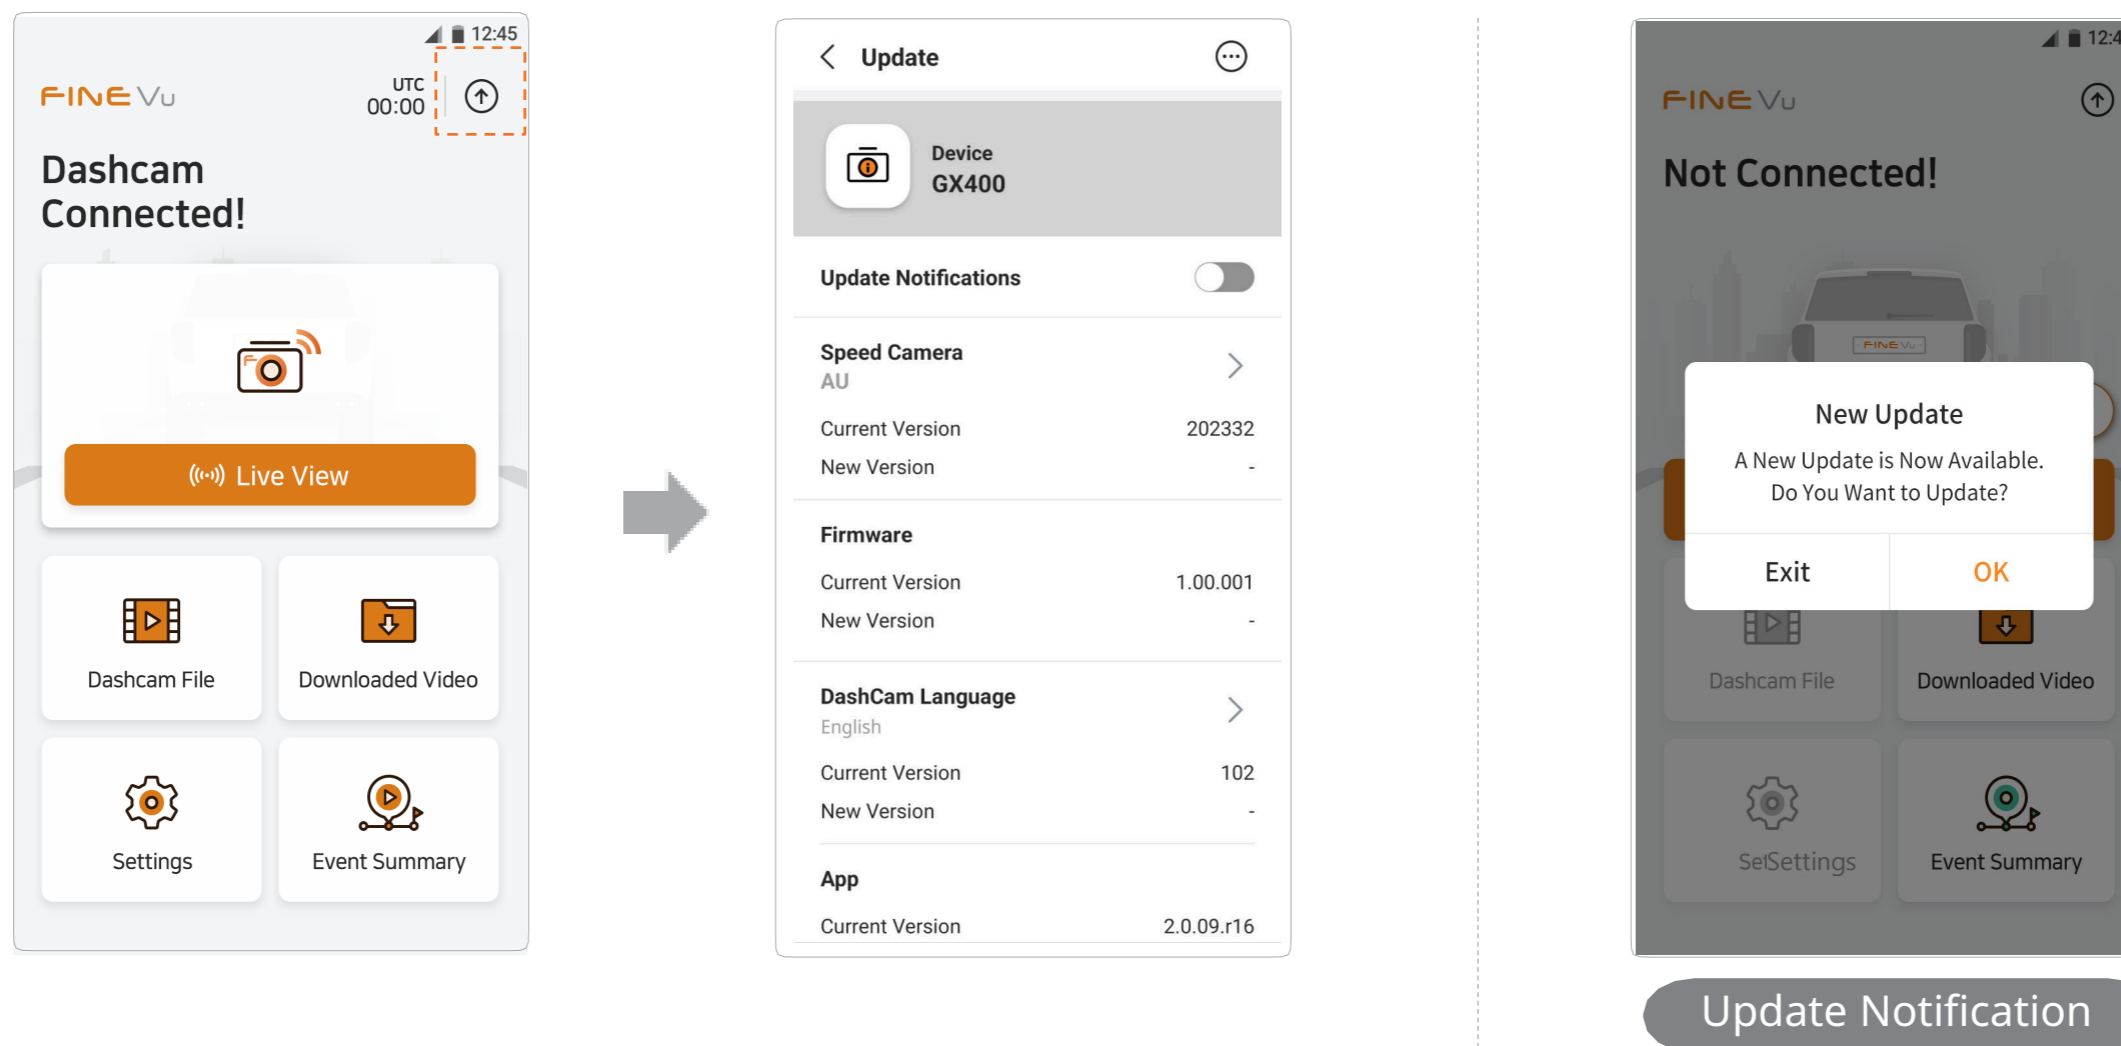 12:45
FINE Vu
UTC
00:00
Dashcam
Connected!
Live View
Dashcam File
Downloaded Video
Settings
Event Summary
Update
Device
GX400
Update Notifications
Speed Camera
AU
Current Version 202332
New Version -
Firmware
Current Version 1.00.001
New Version -
DashCam Language
English
Current Version 102
New Version -
App
Current Version 2.0.09.r16
12:4
FINE Vu
Not Connected!
FINE Vu
New Update
A New Update is Now Available.
Do You Want to Update?
Exit
OK
Dashcam File
Downloaded Video
SetSettings
Event Summary
Update Notification